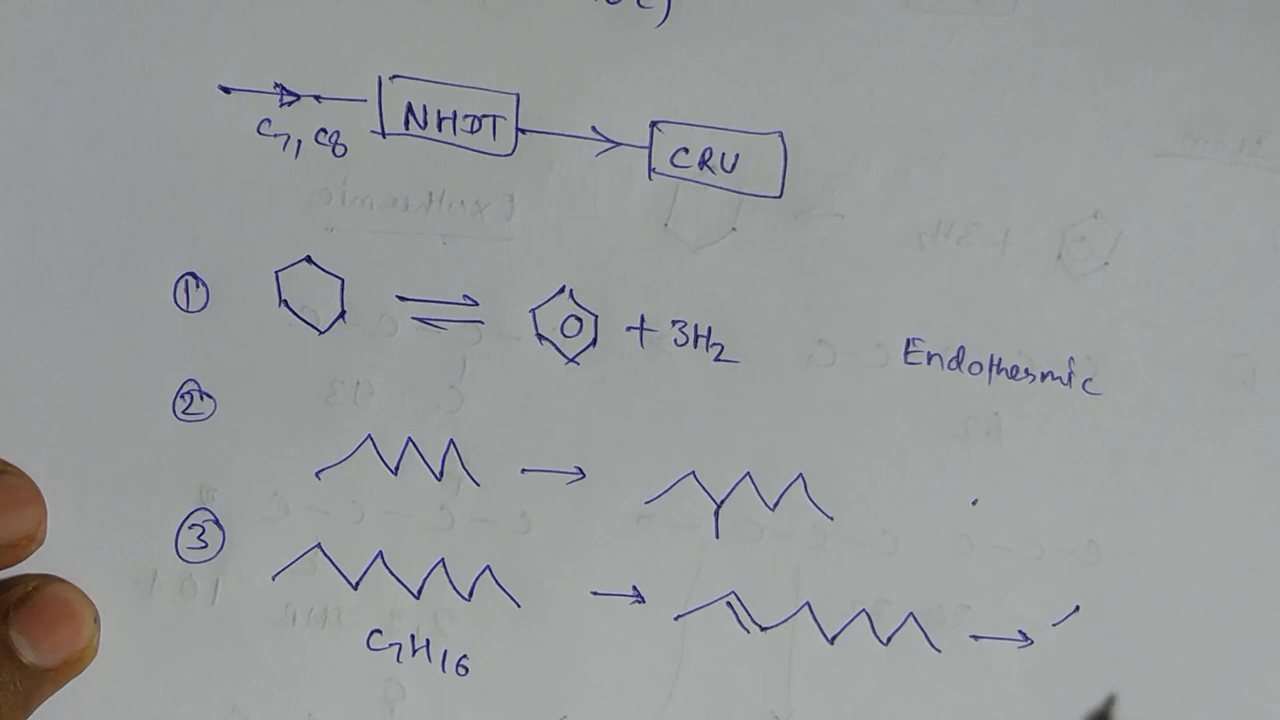 NHDT
C7, C8
CRU
①
+ 3H2
Endothermic
②
③
C7H16